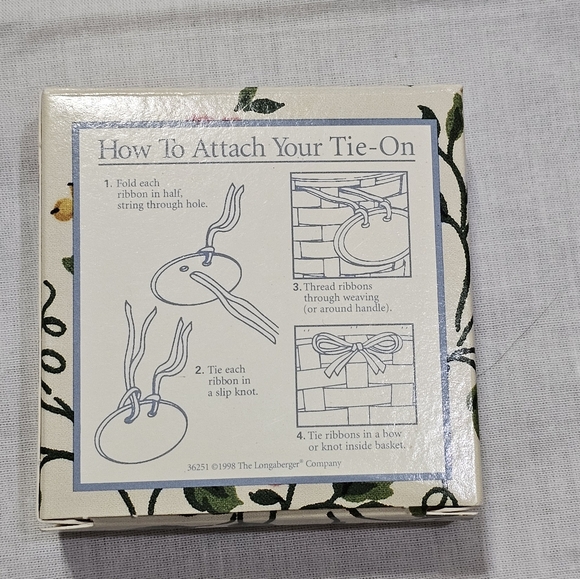 How To Attach Your Tie-On
1. Fold each
ribbon in half,
string through hole.
2. Tie each
ribbon in
a slip knot.
3. Thread ribbons
through weaving
(or around handle).
4. Tie ribbons in a bow
or knot inside basket.
36251 ©1998 The Longaberger® Company